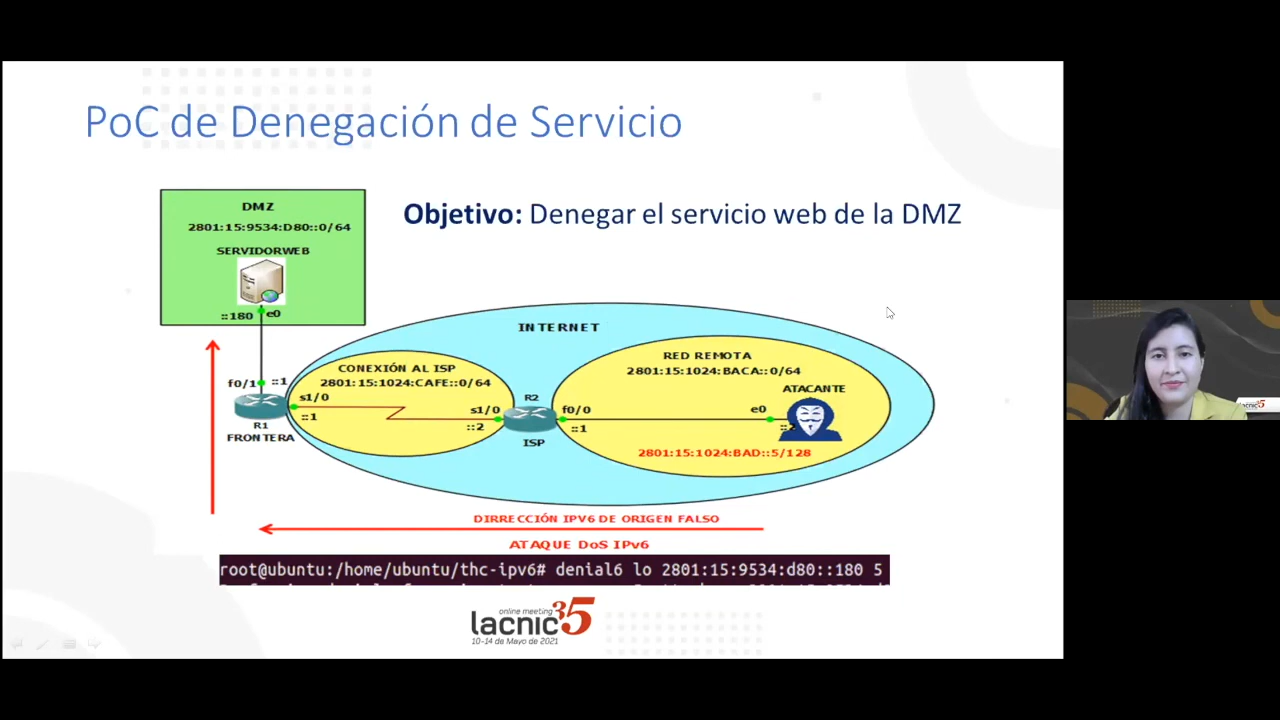 PoC de Denegación de Servicio
Objetivo: Denegar el servicio web de la DMZ
DMZ
2801:15:9534:D80::0/64
SERVIDORWEB
::180
e0
INTERNET
f0/1
::1
R1
FRONTERA
CONEXIÓN AL ISP
2801:15:1024:CAFE::0/64
s1/0
::1
s1/0
::2
R2
ISP
RED REMOTA
2801:15:1024:BACA::0/64
ATACANTE
f0/0
::1
e0
2801:15:1024:BAD::5/128
DIRRECCIÓN IPV6 DE ORIGEN FALSO
ATAQUE DoS IPv6
root@ubuntu:/home/ubuntu/thc-ipv6# denial6 lo 2801:15:9534:d80::180 5
online meeting
lacnic35
10-14 de Mayo de 2021